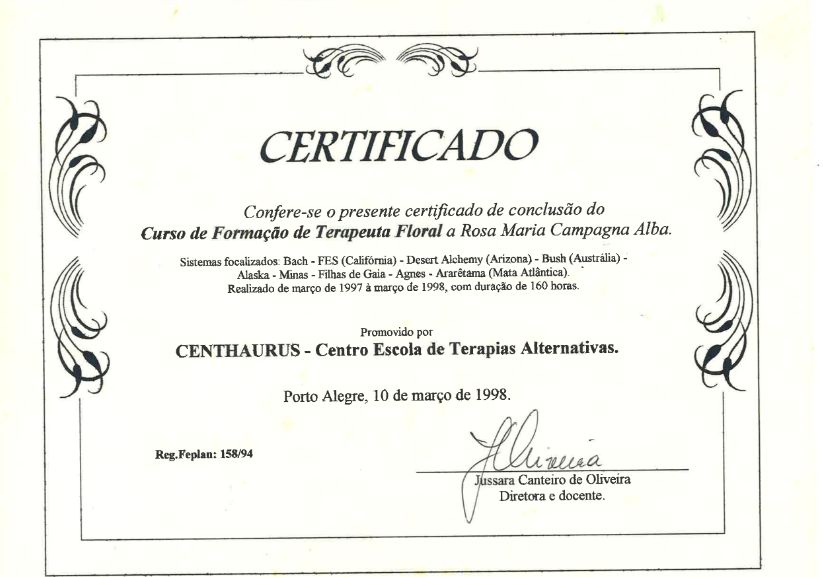 CERTIFICADO
Confere-se o presente certificado de conclusão do
Curso de Formação de Terapeuta Floral a Rosa Maria Campagna Alba.
Sistemas focalizados: Bach - FES (Califórnia) - Desert Alchemy (Arizona) - Bush (Austrália) -
Alaska - Minas - Filhas de Gaia - Agnes - Ararêtama (Mata Atlântica).
Realizado de março de 1997 à março de 1998, com duração de 160 horas.
Promovido por
CENTHAURUS - Centro Escola de Terapias Alternativas.
Porto Alegre, 10 de março de 1998.
Reg.Feplan: 158/94
JCOliveira
Jussara Canteiro de Oliveira
Diretora e docente.